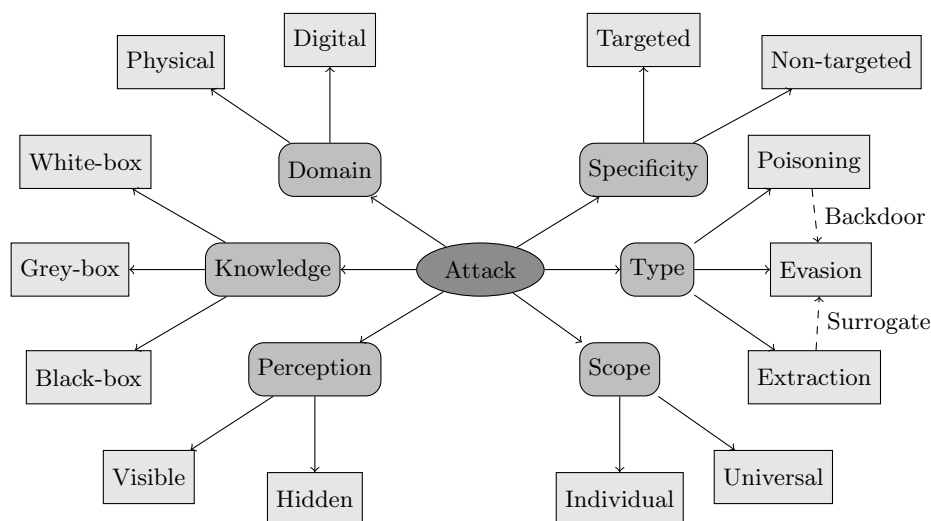 Digital
Targeted
Physical
Non-targeted
White-box
Domain
Specificity
Poisoning
Backdoor
Grey-box
Knowledge
Attack
Type
Evasion
Surrogate
Black-box
Perception
Scope
Extraction
Visible
Hidden
Individual
Universal